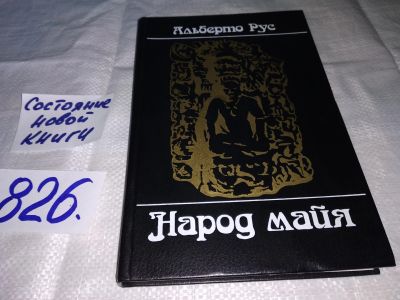 Альберто Рус
Народ майя
Состояние
новой
книги
826.